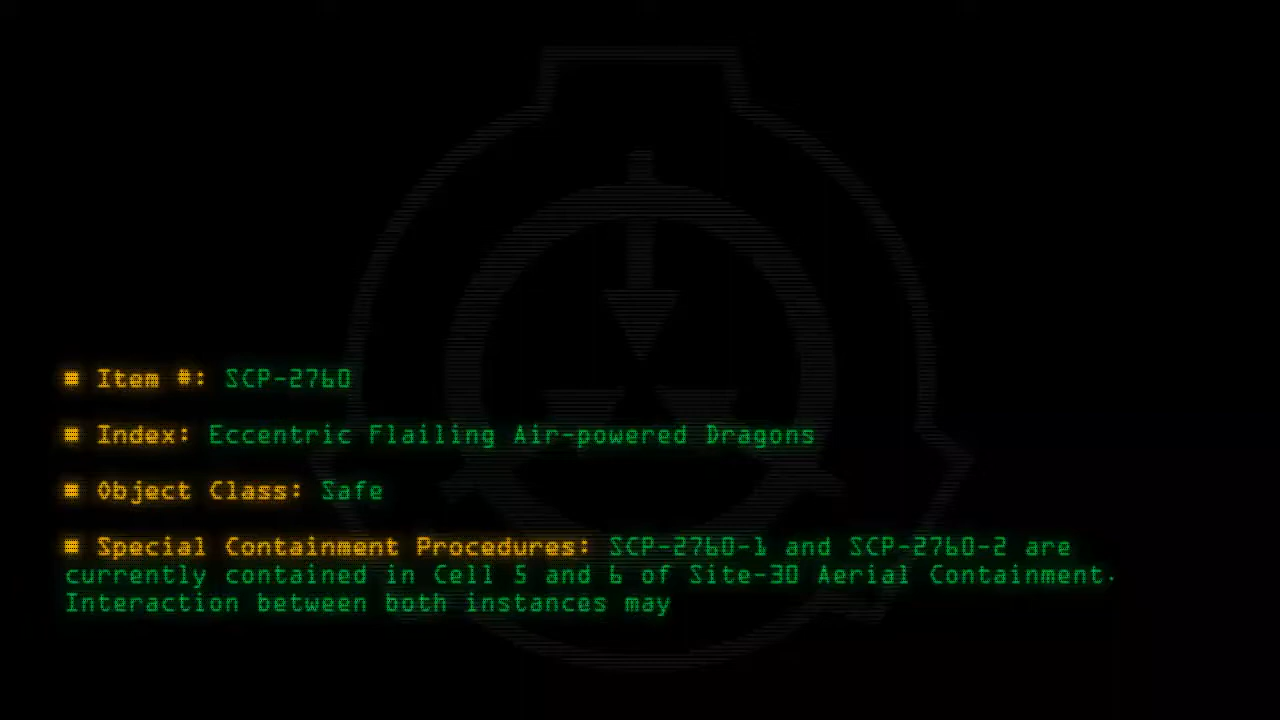 ■ Item #: SCP-2760
■ Index: Eccentric Flailing Air-powered Dragons
■ Object Class: Safe
■ Special Containment Procedures: SCP-2760-1 and SCP-2760-2 are
currently contained in Cell 5 and 6 of Site-30 Aerial Containment.
Interaction between both instances may